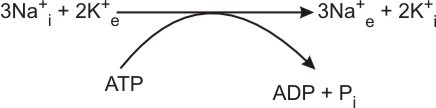 3Na⁺ᵢ + 2K⁺ₑ 3Na⁺ₑ + 2K⁺ᵢ
ATP
ADP + Pᵢ